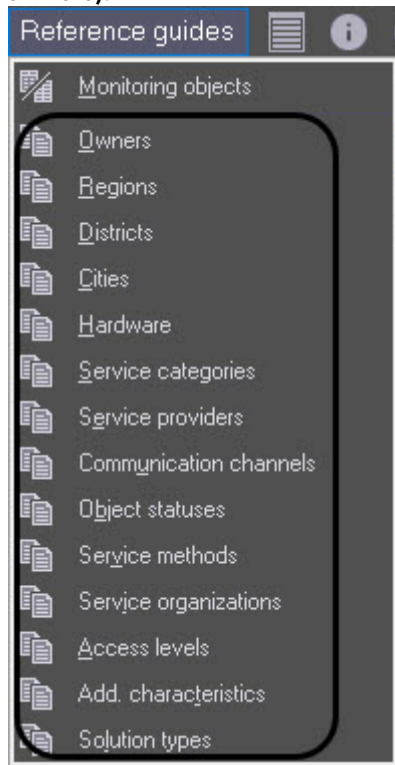 Reference guides
Monitoring objects
Owners
Regions
Districts
Cities
Hardware
Service categories
Service providers
Communication channels
Object statuses
Service methods
Service organizations
Access levels
Add. characteristics
Solution types